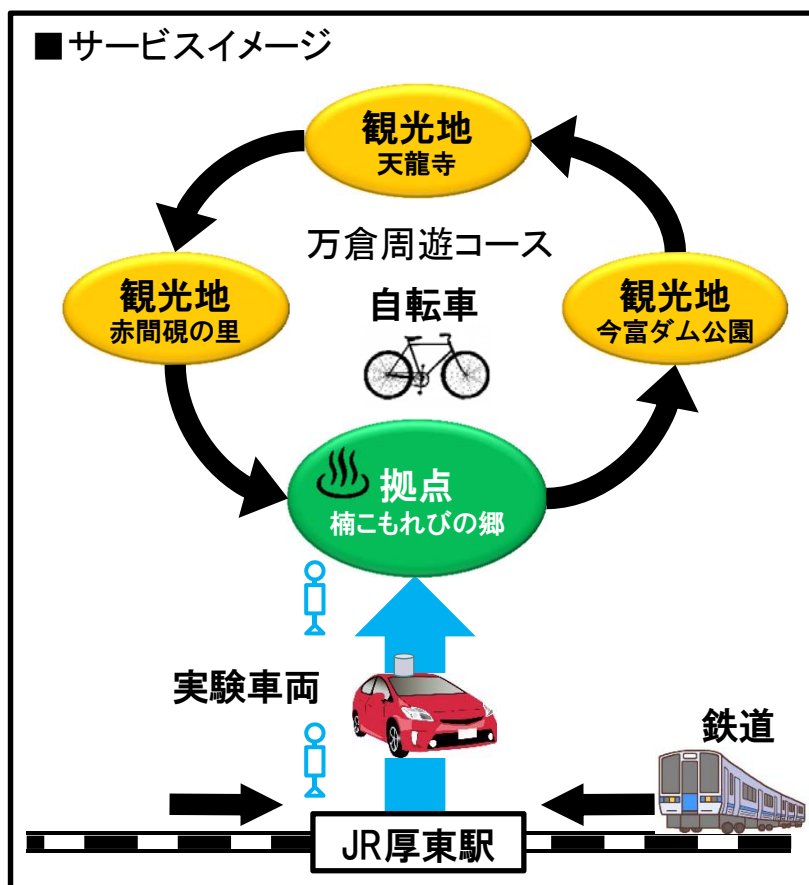 ■サービスイメージ
観光地
天龍寺
万倉周遊コース
観光地
赤間硯の里
自転車
観光地
今富ダム公園
拠点
楠こもれびの郷
実験車両
鉄道
JR厚東駅